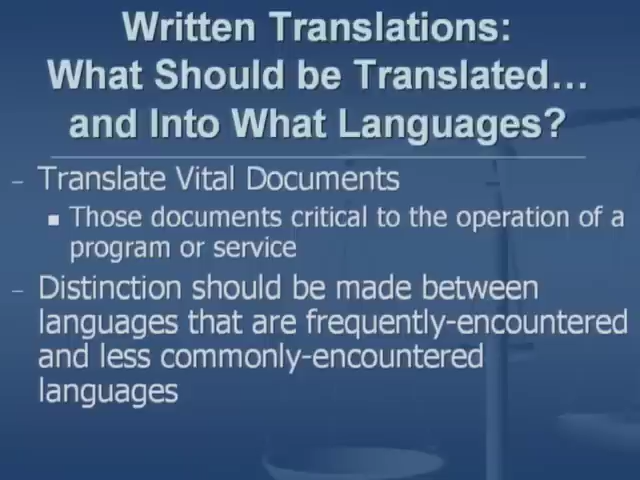 Written Translations:
What Should be Translated…
and Into What Languages?
– Translate Vital Documents
■ Those documents critical to the operation of a
program or service
– Distinction should be made between
languages that are frequently-encountered
and less commonly-encountered
languages